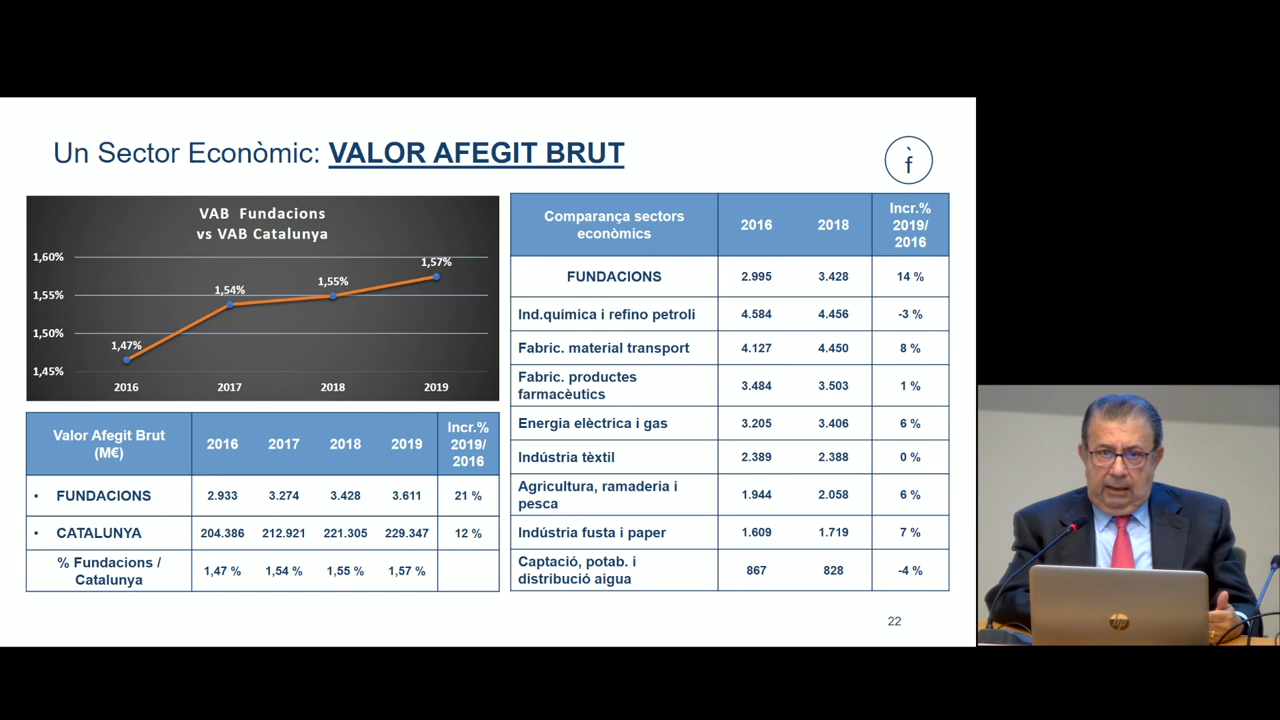 Un Sector Econòmic: VALOR AFEGIT BRUT
f̀
VAB Fundacions
vs VAB Catalunya
1,60%
1,55%
1,50%
1,45%
1,47%
1,54%
1,55%
1,57%
2016 2017 2018 2019
Valor Afegit Brut (M€) 2016 2017 2018 2019 Incr.% 2019/ 2016
• FUNDACIONS 2.933 3.274 3.428 3.611 21 %
• CATALUNYA 204.386 212.921 221.305 229.347 12 %
% Fundacions / Catalunya 1,47 % 1,54 % 1,55 % 1,57 %
Comparança sectors econòmics 2016 2018 Incr.% 2019/ 2016
FUNDACIONS 2.995 3.428 14 %
Ind.química i refino petroli 4.584 4.456 -3 %
Fabric. material transport 4.127 4.450 8 %
Fabric. productes farmacèutics 3.484 3.503 1 %
Energia elèctrica i gas 3.205 3.406 6 %
Indústria tèxtil 2.389 2.388 0 %
Agricultura, ramaderia i pesca 1.944 2.058 6 %
Indústria fusta i paper 1.609 1.719 7 %
Captació, potab. i distribució aigua 867 828 -4 %
22
hp